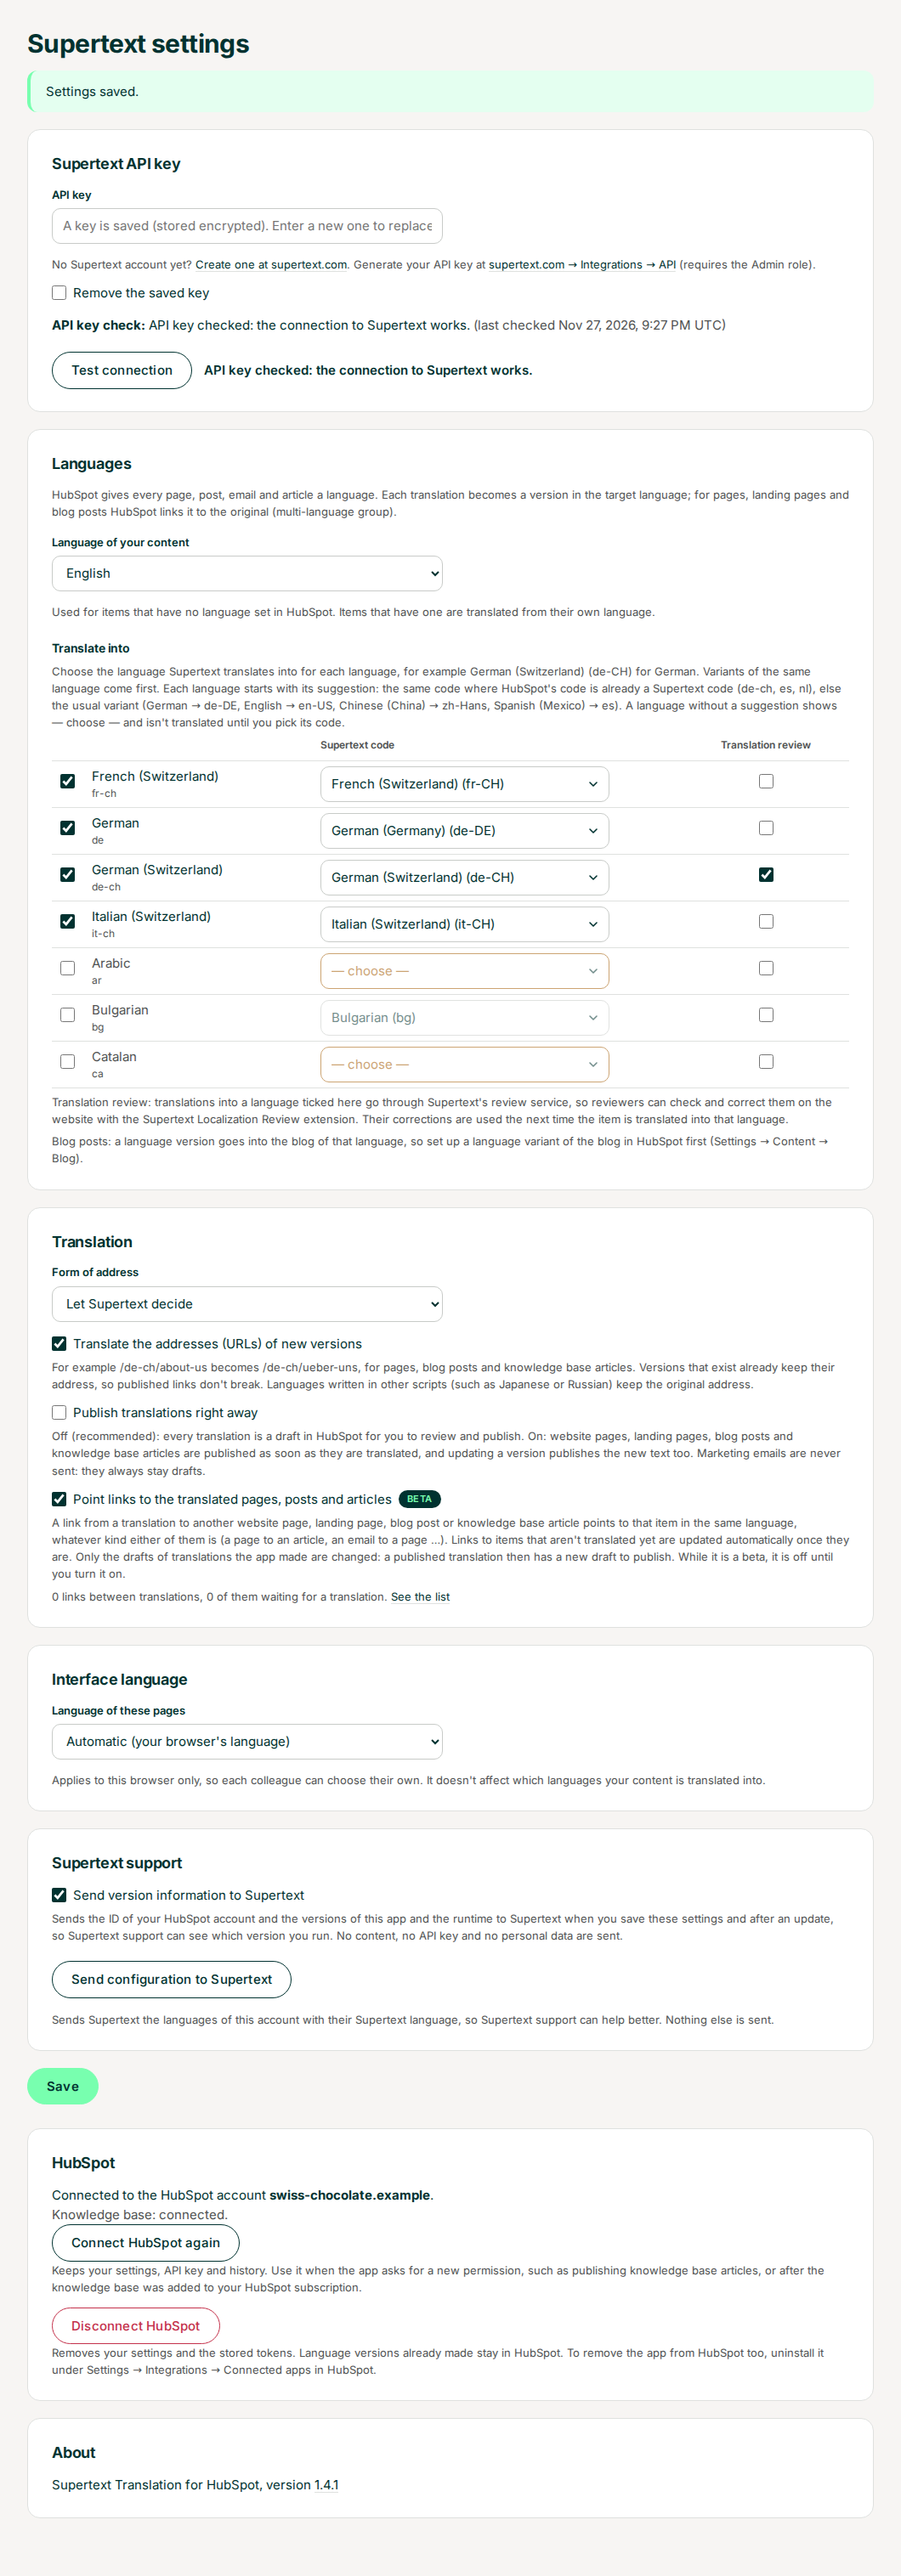 Supertext settings
Settings saved.
Supertext API key
API key
A key is saved (stored encrypted). Enter a new one to replace
No Supertext account yet? Create one at supertext.com. Generate your API key at supertext.com → Integrations → API (requires the Admin role).
Remove the saved key
API key check: API key checked: the connection to Supertext works. (last checked Nov 27, 2026, 9:27 PM UTC)
Test connection API key checked: the connection to Supertext works.
Languages
HubSpot gives every page, post, email and article a language. Each translation becomes a version in the target language; for pages, landing pages and
blog posts HubSpot links it to the original (multi-language group).
Language of your content
English
Used for items that have no language set in HubSpot. Items that have one are translated from their own language.
Translate into
Choose the language Supertext translates into for each language, for example German (Switzerland) (de-CH) for German. Variants of the same
language come first. Each language starts with its suggestion: the same code where HubSpot's code is already a Supertext code (de-ch, es, nl), else
the usual variant (German → de-DE, English → en-US, Chinese (China) → zh-Hans, Spanish (Mexico) → es). A language without a suggestion shows
— choose — and isn't translated until you pick its code.
Supertext code Translation review
French (Switzerland) French (Switzerland) (fr-CH)
fr-ch
German German (Germany) (de-DE)
de
German (Switzerland) German (Switzerland) (de-CH)
de-ch
Italian (Switzerland) Italian (Switzerland) (it-CH)
it-ch
Arabic — choose —
ar
Bulgarian Bulgarian (bg)
bg
Catalan — choose —
ca
Translation review: translations into a language ticked here go through Supertext's review service, so reviewers can check and correct them on the
website with the Supertext Localization Review extension. Their corrections are used the next time the item is translated into that language.
Blog posts: a language version goes into the blog of that language, so set up a language variant of the blog in HubSpot first (Settings → Content →
Blog).
Translation
Form of address
Let Supertext decide
Translate the addresses (URLs) of new versions
For example /de-ch/about-us becomes /de-ch/ueber-uns, for pages, blog posts and knowledge base articles. Versions that exist already keep their
address, so published links don't break. Languages written in other scripts (such as Japanese or Russian) keep the original address.
Publish translations right away
Off (recommended): every translation is a draft in HubSpot for you to review and publish. On: website pages, landing pages, blog posts and
knowledge base articles are published as soon as they are translated, and updating a version publishes the new text too. Marketing emails are never
sent: they always stay drafts.
Point links to the translated pages, posts and articles BETA
A link from a translation to another website page, landing page, blog post or knowledge base article points to that item in the same language,
whatever kind either of them is (a page to an article, an email to a page ...). Links to items that aren't translated yet are updated automatically once they
are. Only the drafts of translations the app made are changed: a published translation then has a new draft to publish. While it is a beta, it is off until
you turn it on.
0 links between translations, 0 of them waiting for a translation. See the list
Interface language
Language of these pages
Automatic (your browser's language)
Applies to this browser only, so each colleague can choose their own. It doesn't affect which languages your content is translated into.
Supertext support
Send version information to Supertext
Sends the ID of your HubSpot account and the versions of this app and the runtime to Supertext when you save these settings and after an update,
so Supertext support can see which version you run. No content, no API key and no personal data are sent.
Send configuration to Supertext
Sends Supertext the languages of this account with their Supertext language, so Supertext support can help better. Nothing else is sent.
Save
HubSpot
Connected to the HubSpot account swiss-chocolate.example.
Knowledge base: connected.
Connect HubSpot again
Keeps your settings, API key and history. Use it when the app asks for a new permission, such as publishing knowledge base articles, or after the
knowledge base was added to your HubSpot subscription.
Disconnect HubSpot
Removes your settings and the stored tokens. Language versions already made stay in HubSpot. To remove the app from HubSpot too, uninstall it
under Settings → Integrations → Connected apps in HubSpot.
About
Supertext Translation for HubSpot, version 1.4.1